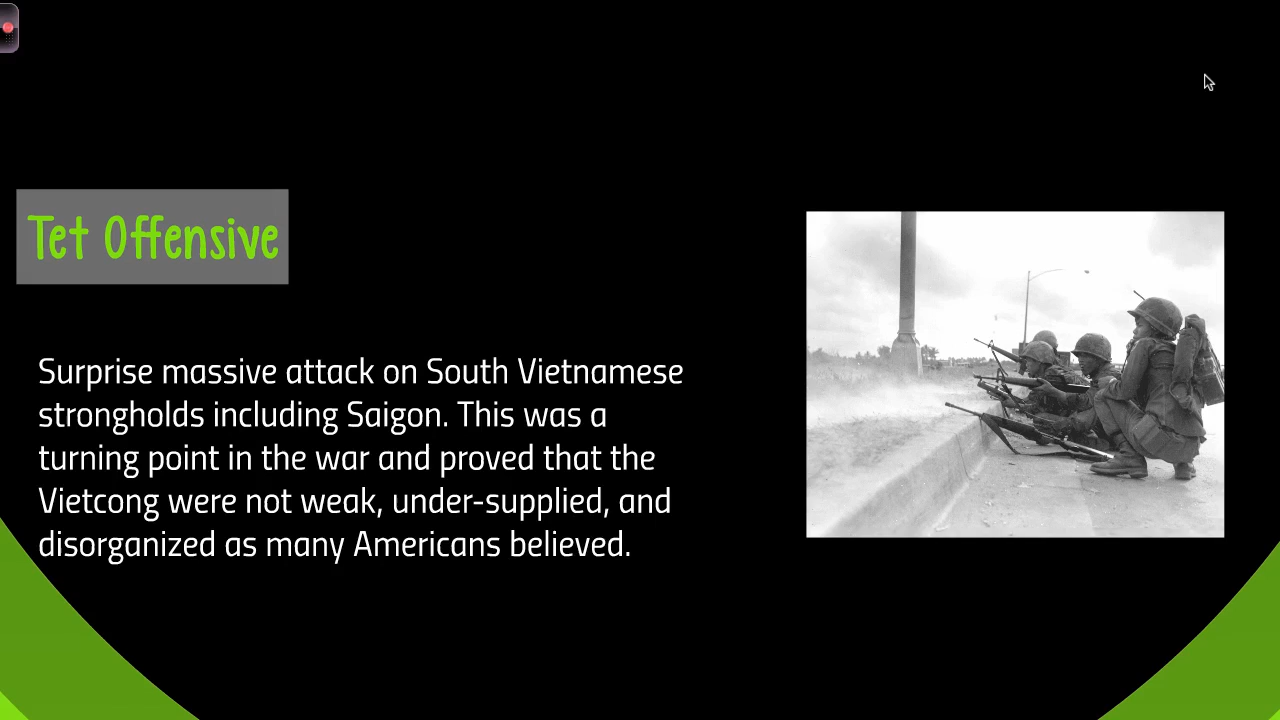 Tet Offensive
Surprise massive attack on South Vietnamese
strongholds including Saigon. This was a
turning point in the war and proved that the
Vietcong were not weak, under-supplied, and
disorganized as many Americans believed.